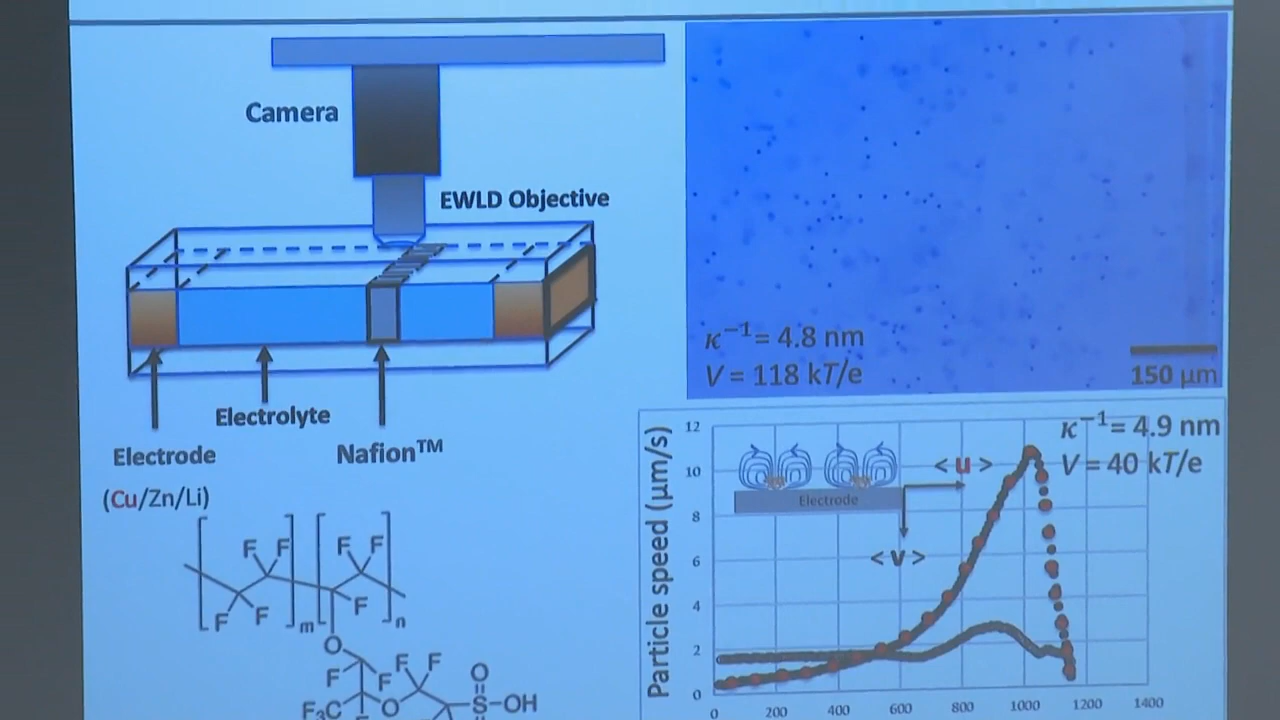 Camera
EWLD Objective
Electrolyte
Electrode
Nafion™
(Cu/Zn/Li)
F F F F
F F F
m n
O
F F F
F O
F₃C O S–OH
O
F
κ⁻¹= 4.8 nm
V = 118 kT/e
150 μm
κ⁻¹= 4.9 nm
V = 40 kT/e
Particle speed (μm/s)
12
10
8
6
4
2
0
Electrode
< u >
< v >
0 200 400 600 800 1000 1200 1400